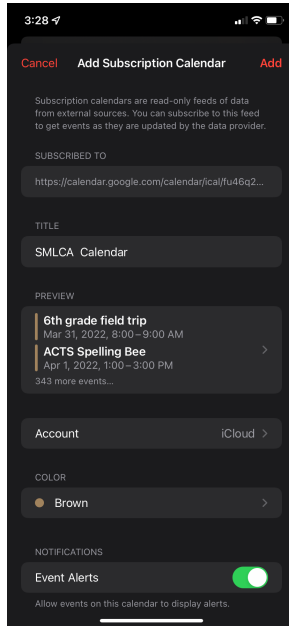 3:28
Cancel Add Subscription Calendar Add
Subscription calendars are read-only feeds of data
from external sources. You can subscribe to this feed
to get events as they are updated by the data provider.
SUBSCRIBED TO
https://calendar.google.com/calendar/ical/fu46q2...
TITLE
SMLCA Calendar
PREVIEW
6th grade field trip
Mar 31, 2022, 8:00–9:00 AM
ACTS Spelling Bee
Apr 1, 2022, 1:00–3:00 PM
343 more events...
Account iCloud
COLOR
Brown
NOTIFICATIONS
Event Alerts
Allow events on this calendar to display alerts.